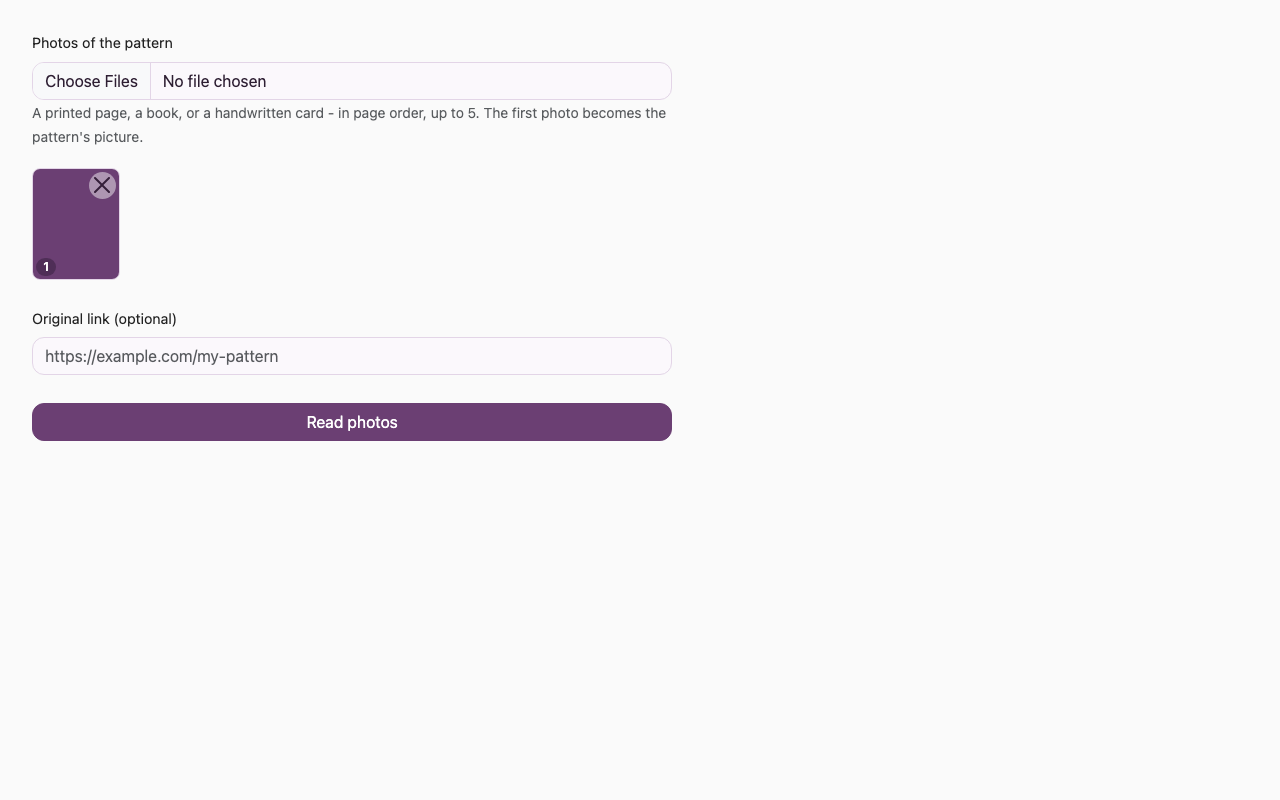 Photos of the pattern
Choose Files No file chosen
A printed page, a book, or a handwritten card - in page order, up to 5. The first photo becomes the
pattern's picture.
1
Original link (optional)
https://example.com/my-pattern
Read photos